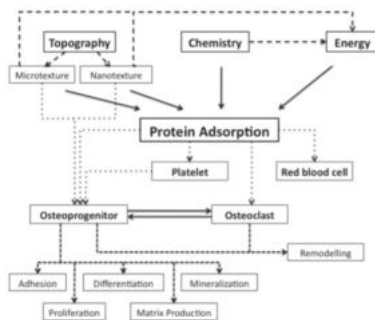 Topography
Chemistry
Energy
Microtexture
Nanotexture
Protein Adsorption
Platelet
Red blood cell
Osteoprogenitor
Osteoclast
Remodelling
Adhesion
Differentiation
Mineralization
Proliferation
Matrix Production